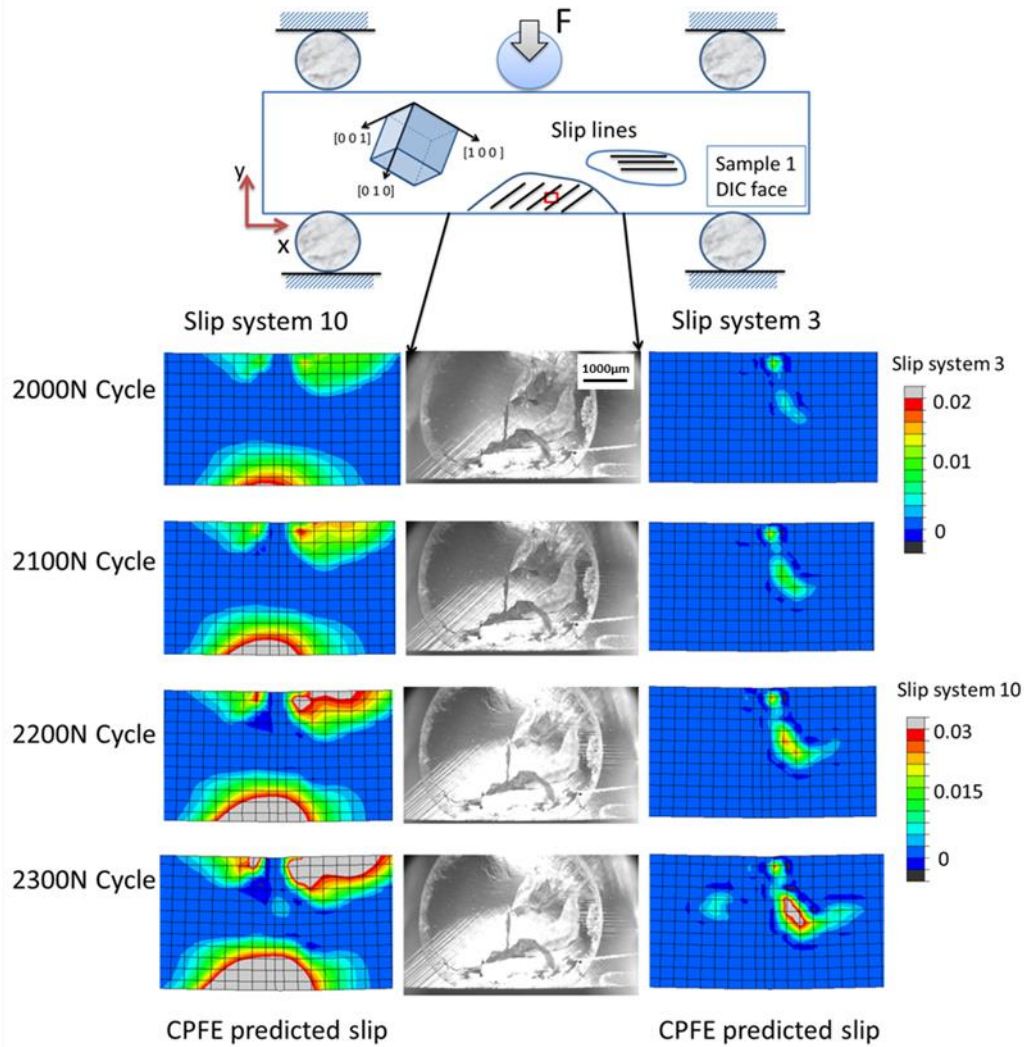 F
[0 0 1]
[1 0 0 ]
[0 1 0]
Slip lines
Sample 1
DIC face
y
x
Slip system 10
Slip system 3
2000N Cycle
1000µm
Slip system 3
0.02
0.01
0
2100N Cycle
2200N Cycle
Slip system 10
0.03
0.015
0
2300N Cycle
CPFE predicted slip
CPFE predicted slip